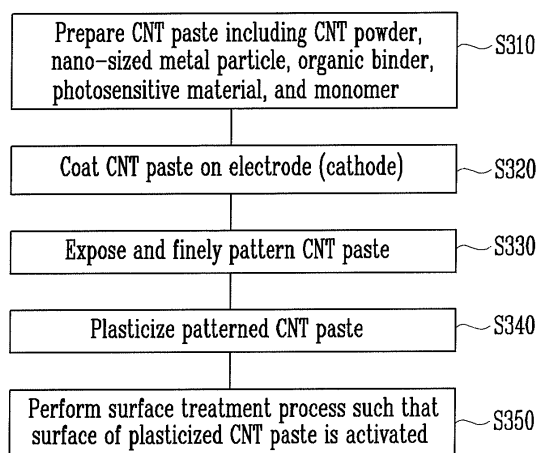 Prepare CNT paste including CNT powder,
nano-sized metal particle, organic binder,
photosensitive material, and monomer
S310
Coat CNT paste on electrode (cathode)
S320
Expose and finely pattern CNT paste
S330
Plasticize patterned CNT paste
S340
Perform surface treatment process such that
surface of plasticized CNT paste is activated
S350